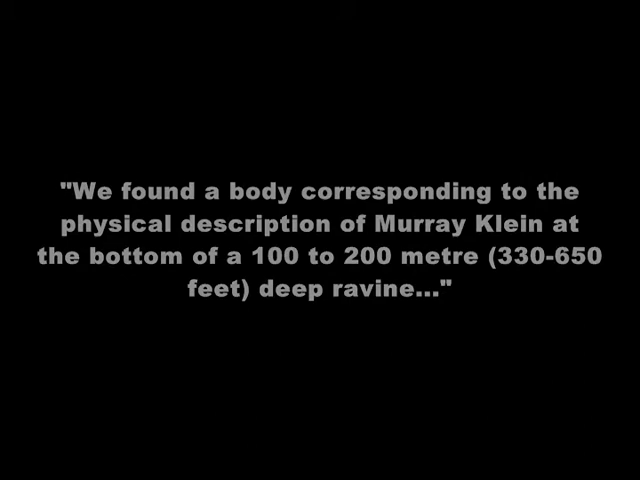 "We found a body corresponding to the
physical description of Murray Klein at
the bottom of a 100 to 200 metre (330-650
feet) deep ravine..."